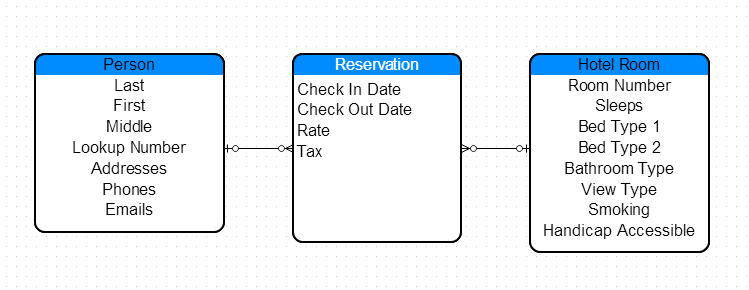 Person
Last
First
Middle
Lookup Number
Addresses
Phones
Emails
Reservation
Check In Date
Check Out Date
Rate
Tax
Hotel Room
Room Number
Sleeps
Bed Type 1
Bed Type 2
Bathroom Type
View Type
Smoking
Handicap Accessible